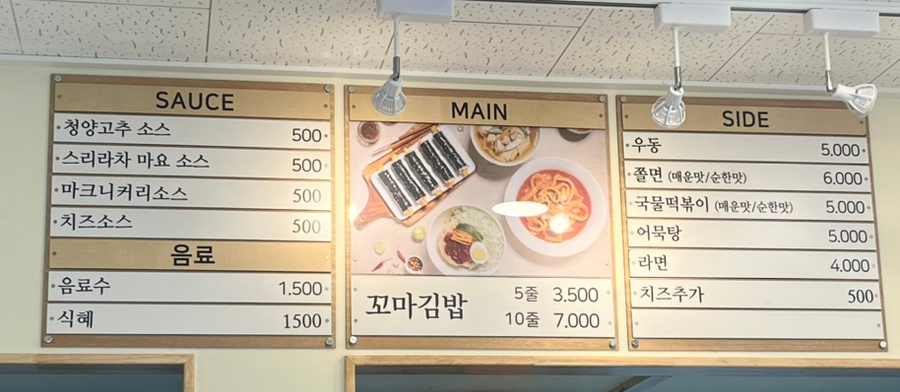 SAUCE
청양고추 소스 500
스리라차 마요 소스 500
마크니커리소스 500
치즈소스 500
음료
음료수 1.500
식혜 1500
MAIN
꼬마김밥
5줄 3.500
10줄 7.000
SIDE
우동 5.000
쫄면 (매운맛/순한맛) 6.000
국물떡볶이 (매운맛/순한맛) 5.000
어묵탕 5.000
라면 4.000
치즈추가 500